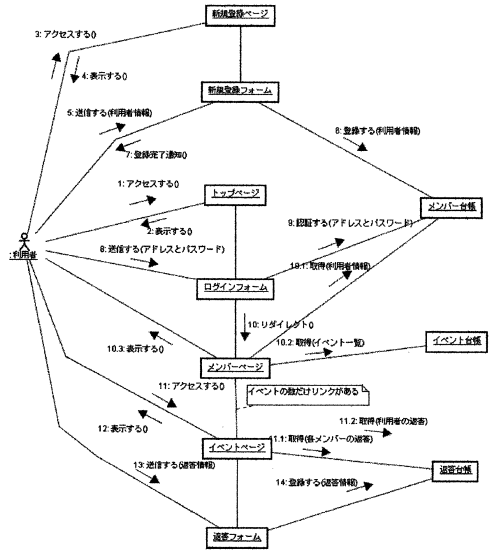 新規登録ページ
3: アクセスする()
4: 表示する()
新規登録フォーム
5: 送信する(利用者情報)
6: 登録する(利用者情報)
7: 登録完了通知()
1: アクセスする()
トップページ
メンバー台帳
2: 表示する()
9: 認証する(アドレスとパスワード)
: 利用者
8: 送信する(アドレスとパスワード)
10.1: 取得(利用者情報)
ログインフォーム
10: リダイレクト()
10.2: 取得(イベント一覧)
イベント台帳
10.3: 表示する()
メンバーページ
11: アクセスする()
イベントの数だけリンクがある
12: 表示する()
11.2: 取得(利用者の返答)
イベントページ
11.1: 取得(各メンバーの返答)
13: 送信する(返答情報)
返答台帳
14: 登録する(返答情報)
返答フォーム